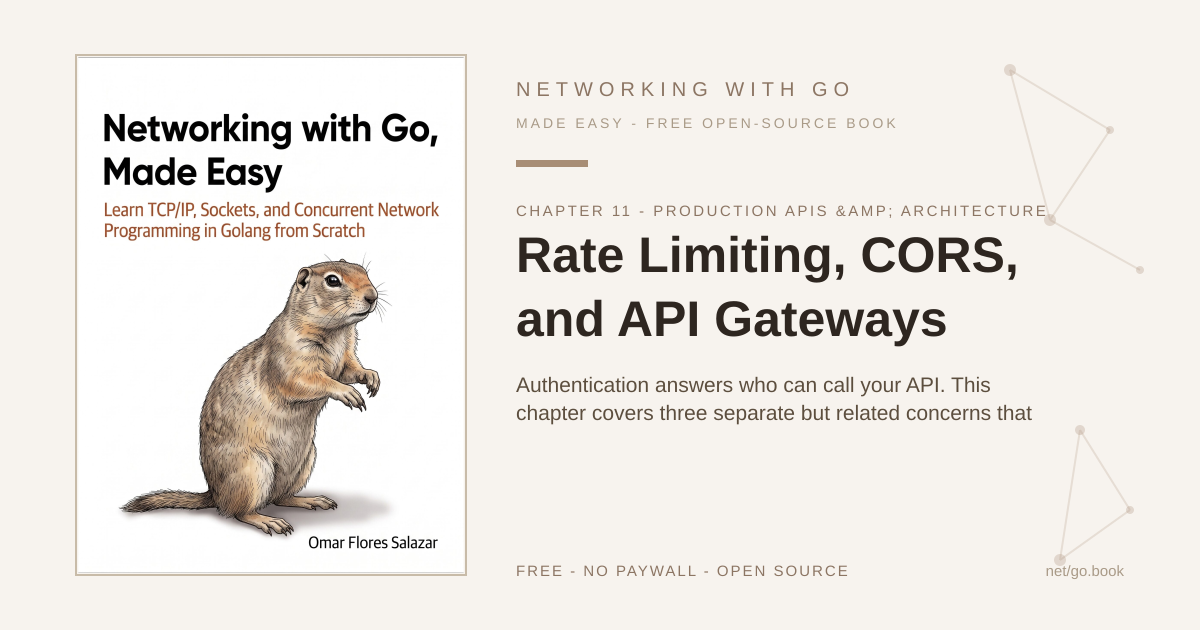 Networking with Go,
Made Easy
Learn TCP/IP, Sockets, and Concurrent Network
Programming in Golang from Scratch
Omar Flores Salazar
NETWORKING WITH GO
MADE EASY - FREE OPEN-SOURCE BOOK
CHAPTER 11 - PRODUCTION APIS &AMP; ARCHITECTURE
Rate Limiting, CORS,
and API Gateways
Authentication answers who can call your API. This
chapter covers three separate but related concerns that
FREE - NO PAYWALL - OPEN SOURCE
net/go.book